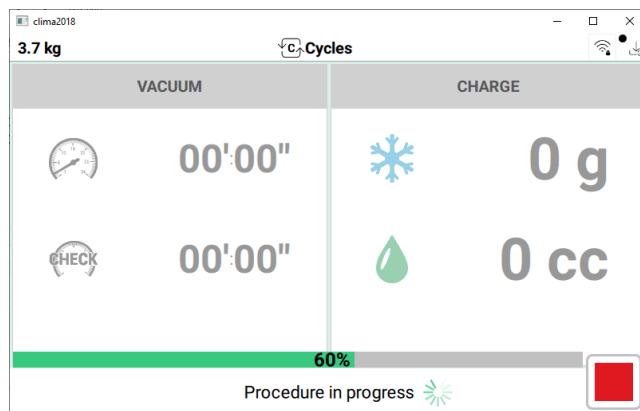 clima2018
3.7 kg
C Cycles
VACUUM
CHARGE
00':00"
0 g
CHECK
00':00"
0 cc
60%
Procedure in progress